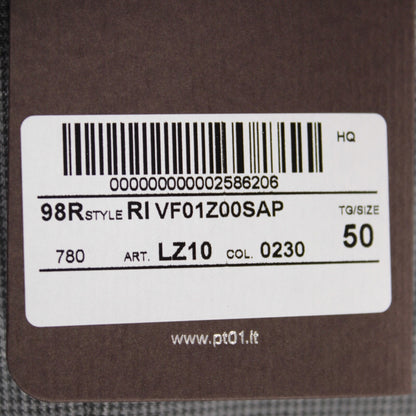 HQ
000000000002586206
98R STYLE RI VF01Z00SAP
TG/SIZE
50
780 ART. LZ10 COL. 0230
www.pt01.it